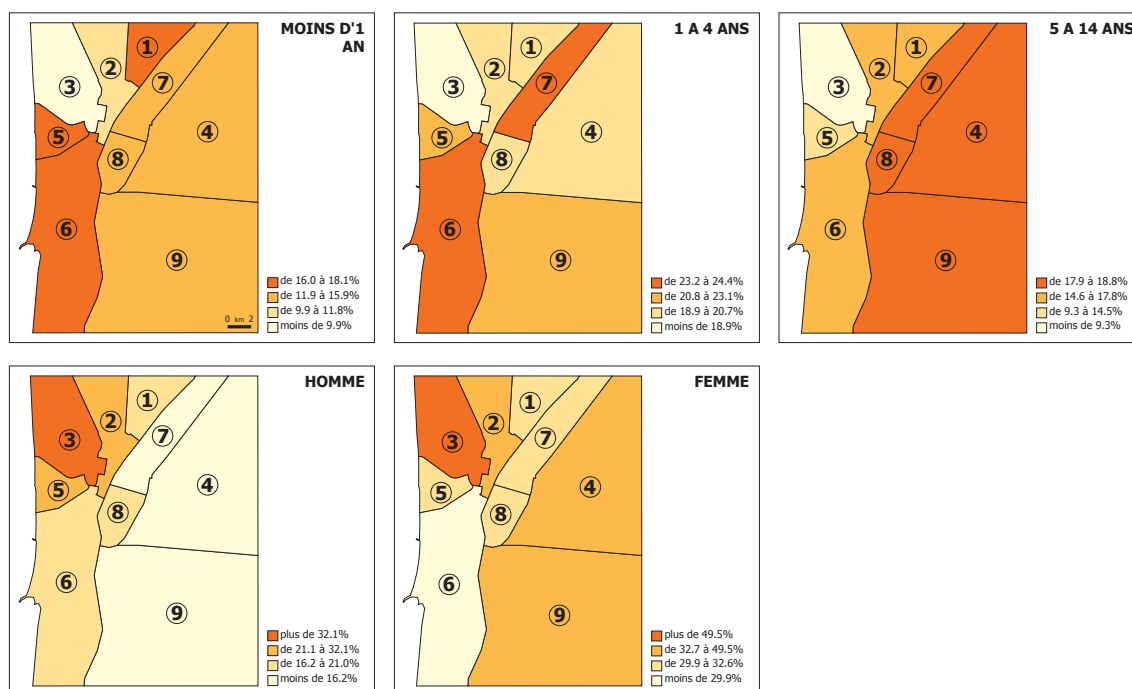 MOINS D'1
AN
1
2
3
7
4
5
8
6
9
de 16.0 à 18.1%
de 11.9 à 15.9%
de 9.9 à 11.8%
moins de 9.9%
0 km 2
1 A 4 ANS
1
2
3
7
4
5
8
6
9
de 23.2 à 24.4%
de 20.8 à 23.1%
de 18.9 à 20.7%
moins de 18.9%
5 A 14 ANS
1
2
3
7
4
5
8
6
9
de 17.9 à 18.8%
de 14.6 à 17.8%
de 9.3 à 14.5%
moins de 9.3%
HOMME
1
2
3
7
4
5
8
6
9
plus de 32.1%
de 21.1 à 32.1%
de 16.2 à 21.0%
moins de 16.2%
FEMME
1
2
3
7
4
5
8
6
9
plus de 49.5%
de 32.7 à 49.5%
de 29.9 à 32.6%
moins de 29.9%